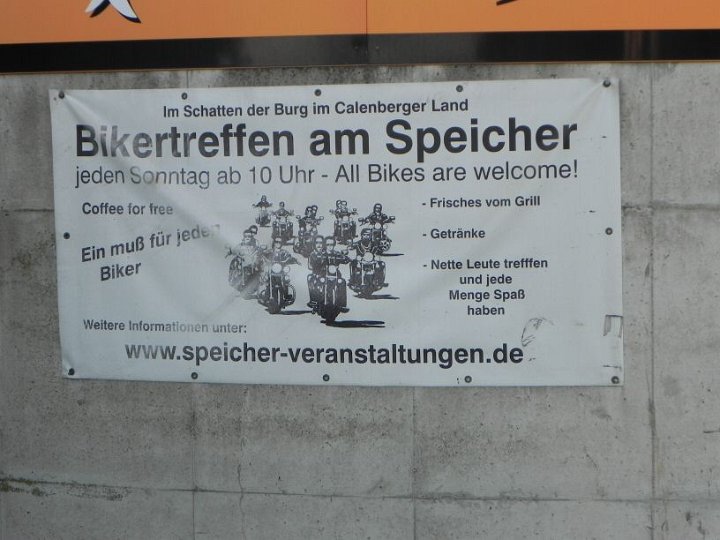 Im Schatten der Burg im Calenberger Land
Bikertreffen am Speicher
jeden Sonntag ab 10 Uhr - All Bikes are welcome!
Coffee for free
Ein muß für jeden
Biker
- Frisches vom Grill
- Getränke
- Nette Leute trefffen
und jede
Menge Spaß
haben
Weitere Informationen unter:
www.speicher-veranstaltungen.de